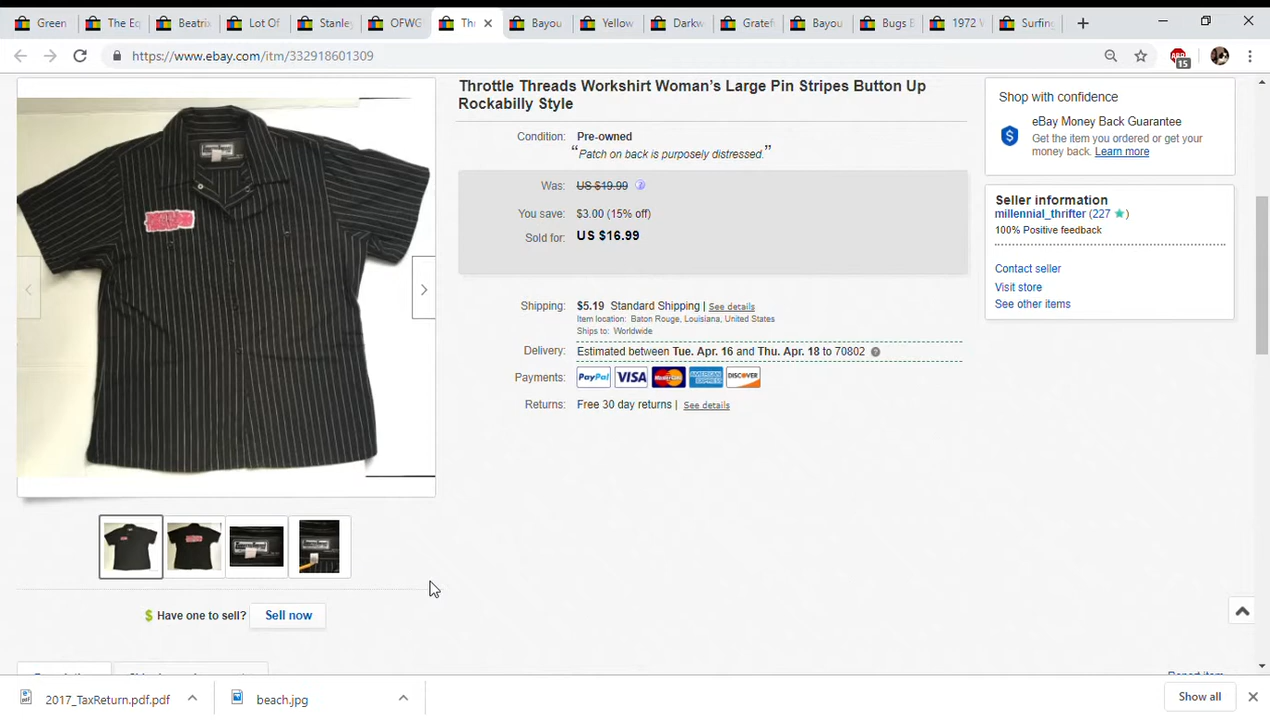 Green
The Eq
Beatrix
Lot Of
Stanley
OFWG
Th
Bayou
Yellow
Darkw
Gratef
Bayou
Bugs B
1972 V
Surfing
https://www.ebay.com/itm/332918601309
15
Throttle Threads Workshirt Woman's Large Pin Stripes Button Up
Rockabilly Style
Condition: Pre-owned
“Patch on back is purposely distressed.”
Was: US $19.99
You save: $3.00 (15% off)
Sold for: US $16.99
Shipping: $5.19 Standard Shipping | See details
Item location: Baton Rouge, Louisiana, United States
Ships to: Worldwide
Delivery: Estimated between Tue. Apr. 16 and Thu. Apr. 18 to 70802
Payments: PayPal VISA MasterCard AMERICAN EXPRESS DISCOVER
Returns: Free 30 day returns | See details
Shop with confidence
eBay Money Back Guarantee
Get the item you ordered or get your
money back. Learn more
Seller information
millennial_thrifter (227)
100% Positive feedback
Contact seller
Visit store
See other items
$ Have one to sell? Sell now
2017_TaxReturn.pdf.pdf
beach.jpg
Show all